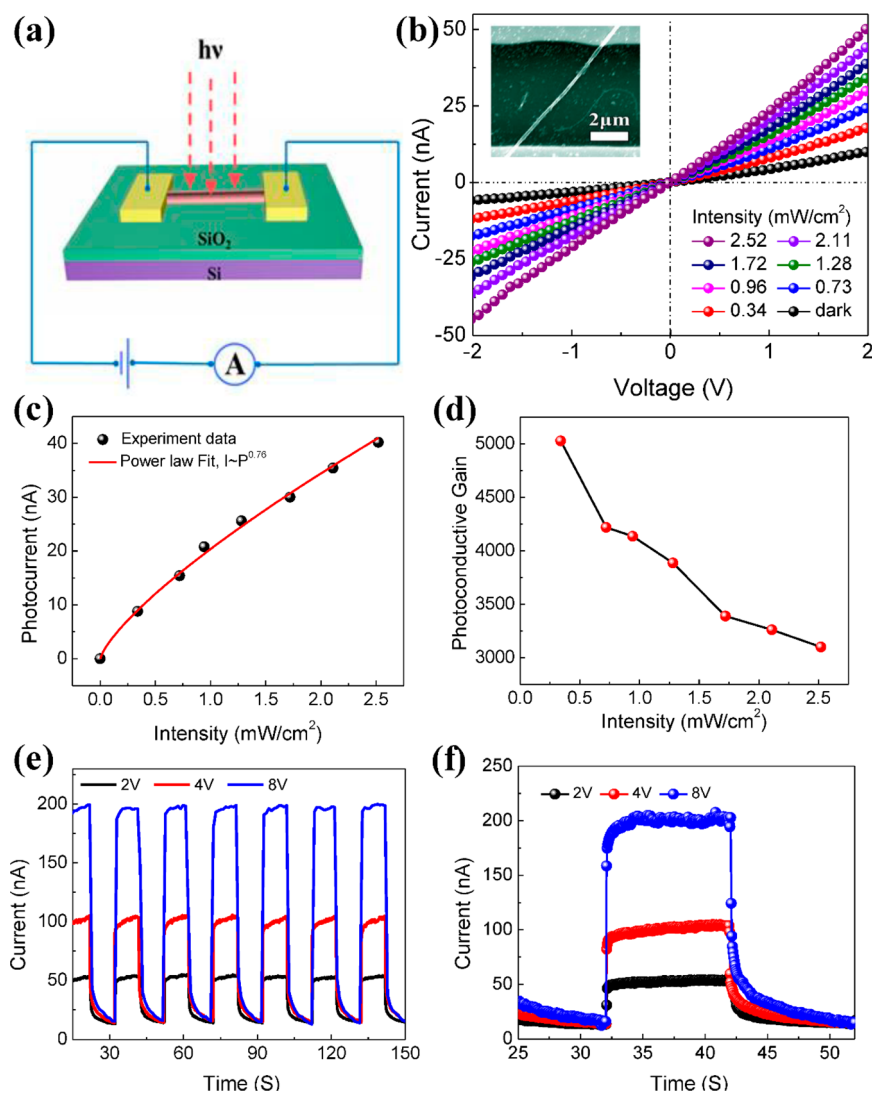 (a)
hν
SiO2
Si
A
(b)
50
25
0
-25
-50
Current (nA)
2μm
Intensity (mW/cm2)
2.52 2.11
1.72 1.28
0.96 0.73
0.34 dark
-2 -1 0 1 2
Voltage (V)
(c)
40
30
20
10
0
Photocurrent (nA)
Experiment data
Power law Fit, I~P0.76
0.0 0.5 1.0 1.5 2.0 2.5
Intensity (mW/cm2)
(d)
5000
4500
4000
3500
3000
Photoconductive Gain
0.0 0.5 1.0 1.5 2.0 2.5
Intensity (mW/cm2)
(e)
2V 4V 8V
250
200
150
100
50
0
Current (nA)
30 60 90 120 150
Time (S)
(f)
2V 4V 8V
250
200
150
100
50
0
Current (nA)
25 30 35 40 45 50
Time (S)